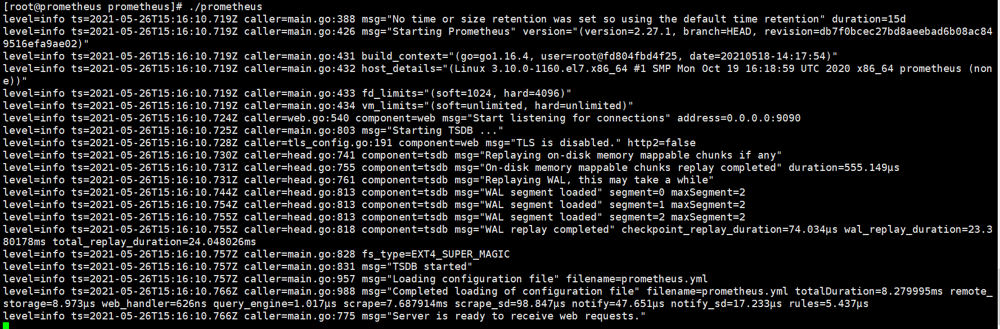 [root@prometheus prometheus]# ./prometheus
level=info ts=2021-05-26T15:16:10.719Z caller=main.go:388 msg="No time or size retention was set so using the default time retention" duration=15d
level=info ts=2021-05-26T15:16:10.719Z caller=main.go:426 msg="Starting Prometheus" version="(version=2.27.1, branch=HEAD, revision=db7f0bcec27bd8aeebad6b08ac84
9516efa9ae02)"
level=info ts=2021-05-26T15:16:10.719Z caller=main.go:431 build_context="(go=go1.16.4, user=root@fd804fbd4f25, date=20210518-14:17:54)"
level=info ts=2021-05-26T15:16:10.719Z caller=main.go:432 host_details="(Linux 3.10.0-1160.el7.x86_64 #1 SMP Mon Oct 19 16:18:59 UTC 2020 x86_64 prometheus (non
e))"
level=info ts=2021-05-26T15:16:10.719Z caller=main.go:433 fd_limits="(soft=1024, hard=4096)"
level=info ts=2021-05-26T15:16:10.719Z caller=main.go:434 vm_limits="(soft=unlimited, hard=unlimited)"
level=info ts=2021-05-26T15:16:10.724Z caller=web.go:540 component=web msg="Start listening for connections" address=0.0.0.0:9090
level=info ts=2021-05-26T15:16:10.725Z caller=main.go:803 msg="Starting TSDB ..."
level=info ts=2021-05-26T15:16:10.728Z caller=tls_config.go:191 component=web msg="TLS is disabled." http2=false
level=info ts=2021-05-26T15:16:10.730Z caller=head.go:741 component=tsdb msg="Replaying on-disk memory mappable chunks if any"
level=info ts=2021-05-26T15:16:10.731Z caller=head.go:755 component=tsdb msg="On-disk memory mappable chunks replay completed" duration=555.149µs
level=info ts=2021-05-26T15:16:10.731Z caller=head.go:761 component=tsdb msg="Replaying WAL, this may take a while"
level=info ts=2021-05-26T15:16:10.744Z caller=head.go:813 component=tsdb msg="WAL segment loaded" segment=0 maxSegment=2
level=info ts=2021-05-26T15:16:10.754Z caller=head.go:813 component=tsdb msg="WAL segment loaded" segment=1 maxSegment=2
level=info ts=2021-05-26T15:16:10.755Z caller=head.go:813 component=tsdb msg="WAL segment loaded" segment=2 maxSegment=2
level=info ts=2021-05-26T15:16:10.755Z caller=head.go:818 component=tsdb msg="WAL replay completed" checkpoint_replay_duration=74.034µs wal_replay_duration=23.3
80178ms total_replay_duration=24.048026ms
level=info ts=2021-05-26T15:16:10.757Z caller=main.go:828 fs_type=EXT4_SUPER_MAGIC
level=info ts=2021-05-26T15:16:10.757Z caller=main.go:831 msg="TSDB started"
level=info ts=2021-05-26T15:16:10.757Z caller=main.go:957 msg="Loading configuration file" filename=prometheus.yml
level=info ts=2021-05-26T15:16:10.766Z caller=main.go:988 msg="Completed loading of configuration file" filename=prometheus.yml totalDuration=8.279995ms remote_
storage=8.973µs web_handler=626ns query_engine=1.017µs scrape=7.687914ms scrape_sd=98.847µs notify=47.651µs notify_sd=17.233µs rules=5.437µs
level=info ts=2021-05-26T15:16:10.766Z caller=main.go:775 msg="Server is ready to receive web requests."